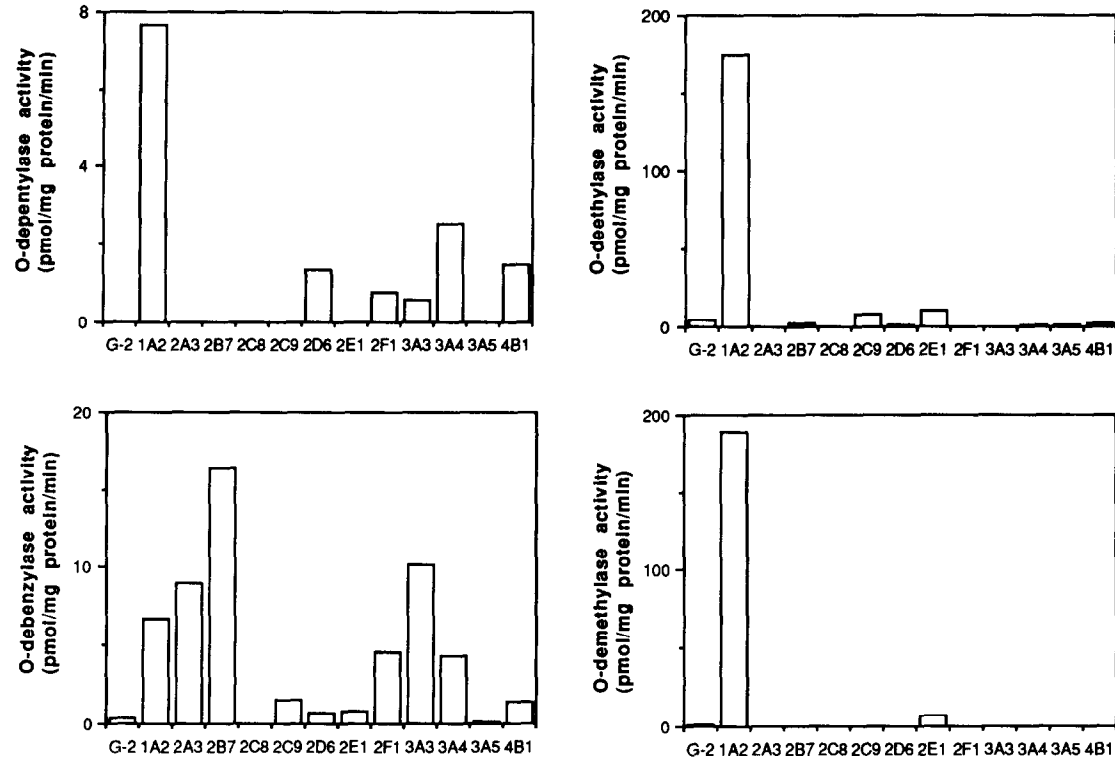 O-depentylase activity
(pmol/mg protein/min)
8
4
0
G-2 1A2 2A3 2B7 2C8 2C9 2D6 2E1 2F1 3A3 3A4 3A5 4B1
O-deethylase activity
(pmol/mg protein/min)
200
100
0
G-2 1A2 2A3 2B7 2C8 2C9 2D6 2E1 2F1 3A4 3A5 4B1
O-debenzylase activity
(pmol/mg protein/min)
20
10
0
G-2 1A2 2A3 2B7 2C8 2C9 2D6 2E1 2F1 3A3 3A4 3A5 4B1
O-demethylase activity
(pmol/mg protein/min)
200
100
0
G-2 1A2 2A3 2B7 2C8 2C9 2D6 2E1 2F1 3A3 3A4 3A5 4B1